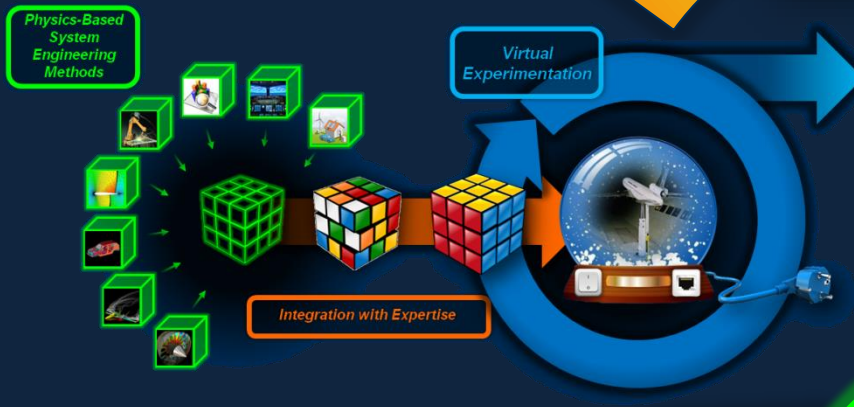 Physics-Based
System
Engineering
Methods
Virtual
Experimentation
Integration with Expertise